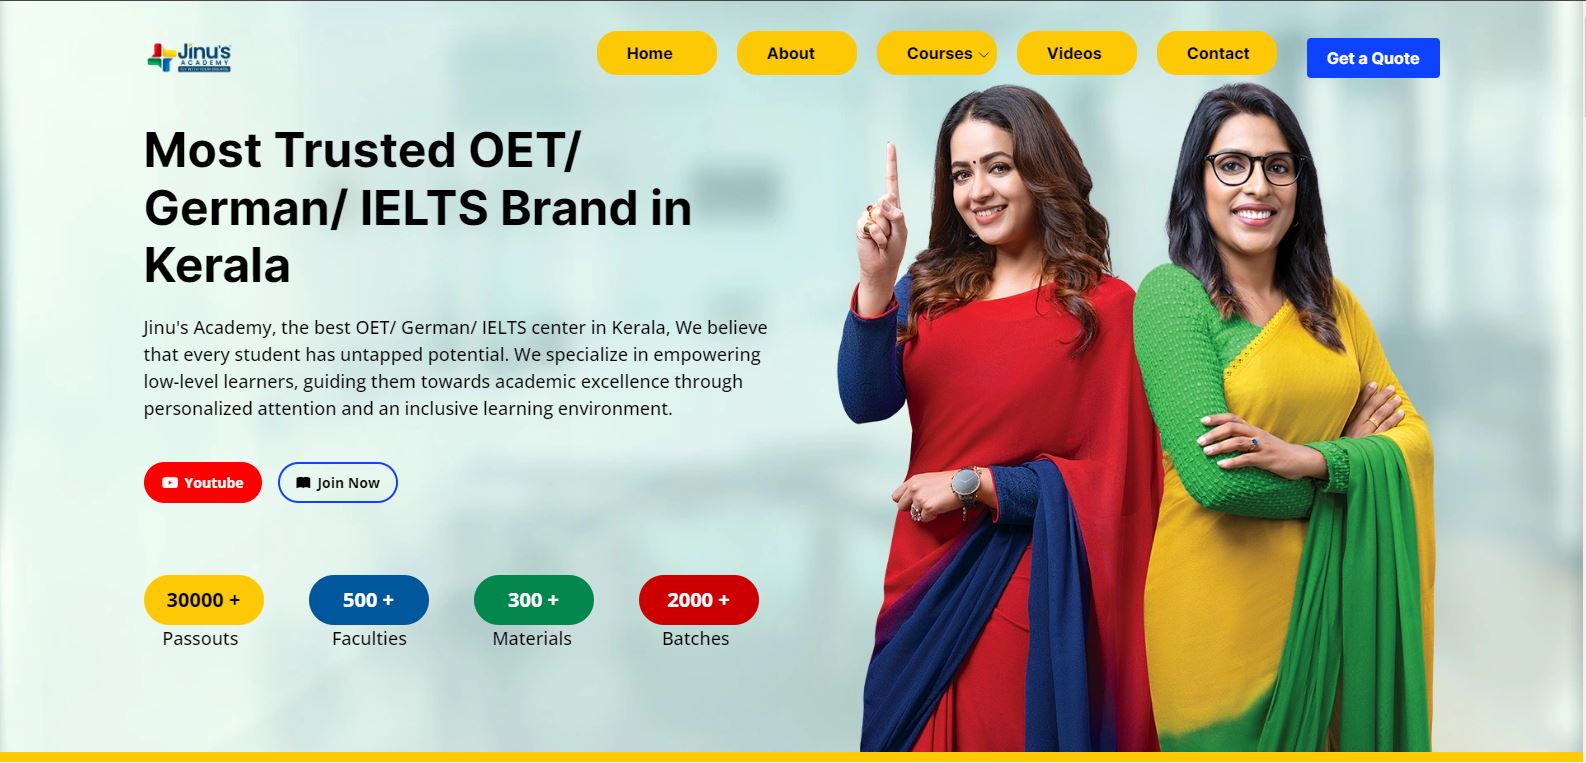 Jinu's
ACADEMY
Home
About
Courses
Videos
Contact
Get a Quote
Most Trusted OET/
German/ IELTS Brand in
Kerala
Jinu's Academy, the best OET/ German/ IELTS center in Kerala, We believe
that every student has untapped potential. We specialize in empowering
low-level learners, guiding them towards academic excellence through
personalized attention and an inclusive learning environment.
Youtube
Join Now
30000 +
500 +
300 +
2000 +
Passouts
Faculties
Materials
Batches